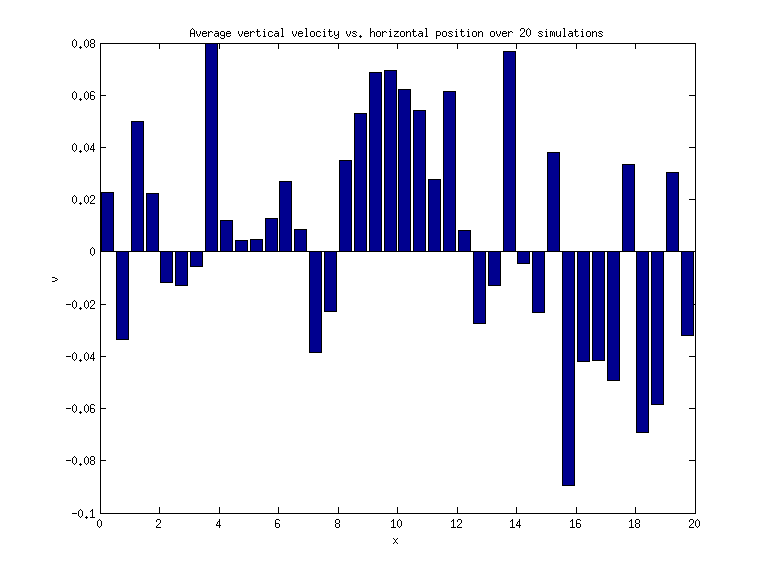 Average vertical velocity vs. horizontal position over 20 simulations
0.08
0.06
0.04
0.02
0
-0.02
-0.04
-0.06
-0.08
-0.1
v
0 2 4 6 8 10 12 14 16 18 20
x